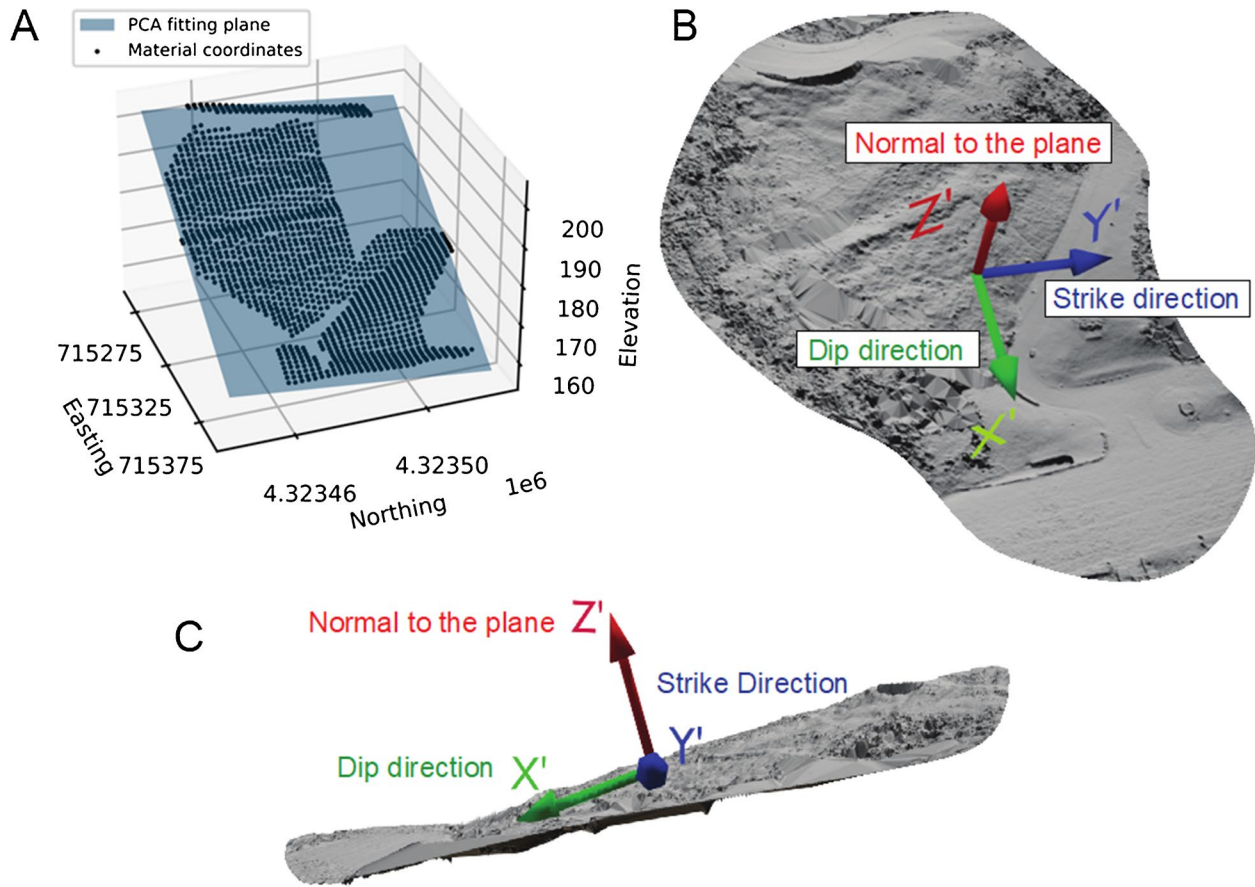 A
PCA fitting plane
Material coordinates
200
190
180
170
160
Elevation
715275
715325
715375
Easting
4.32346
4.32350
1e6
Northing
B
Normal to the plane
Z'
Y'
Strike direction
Dip direction
X'
C
Normal to the plane Z'
Strike Direction
Y'
Dip direction X'